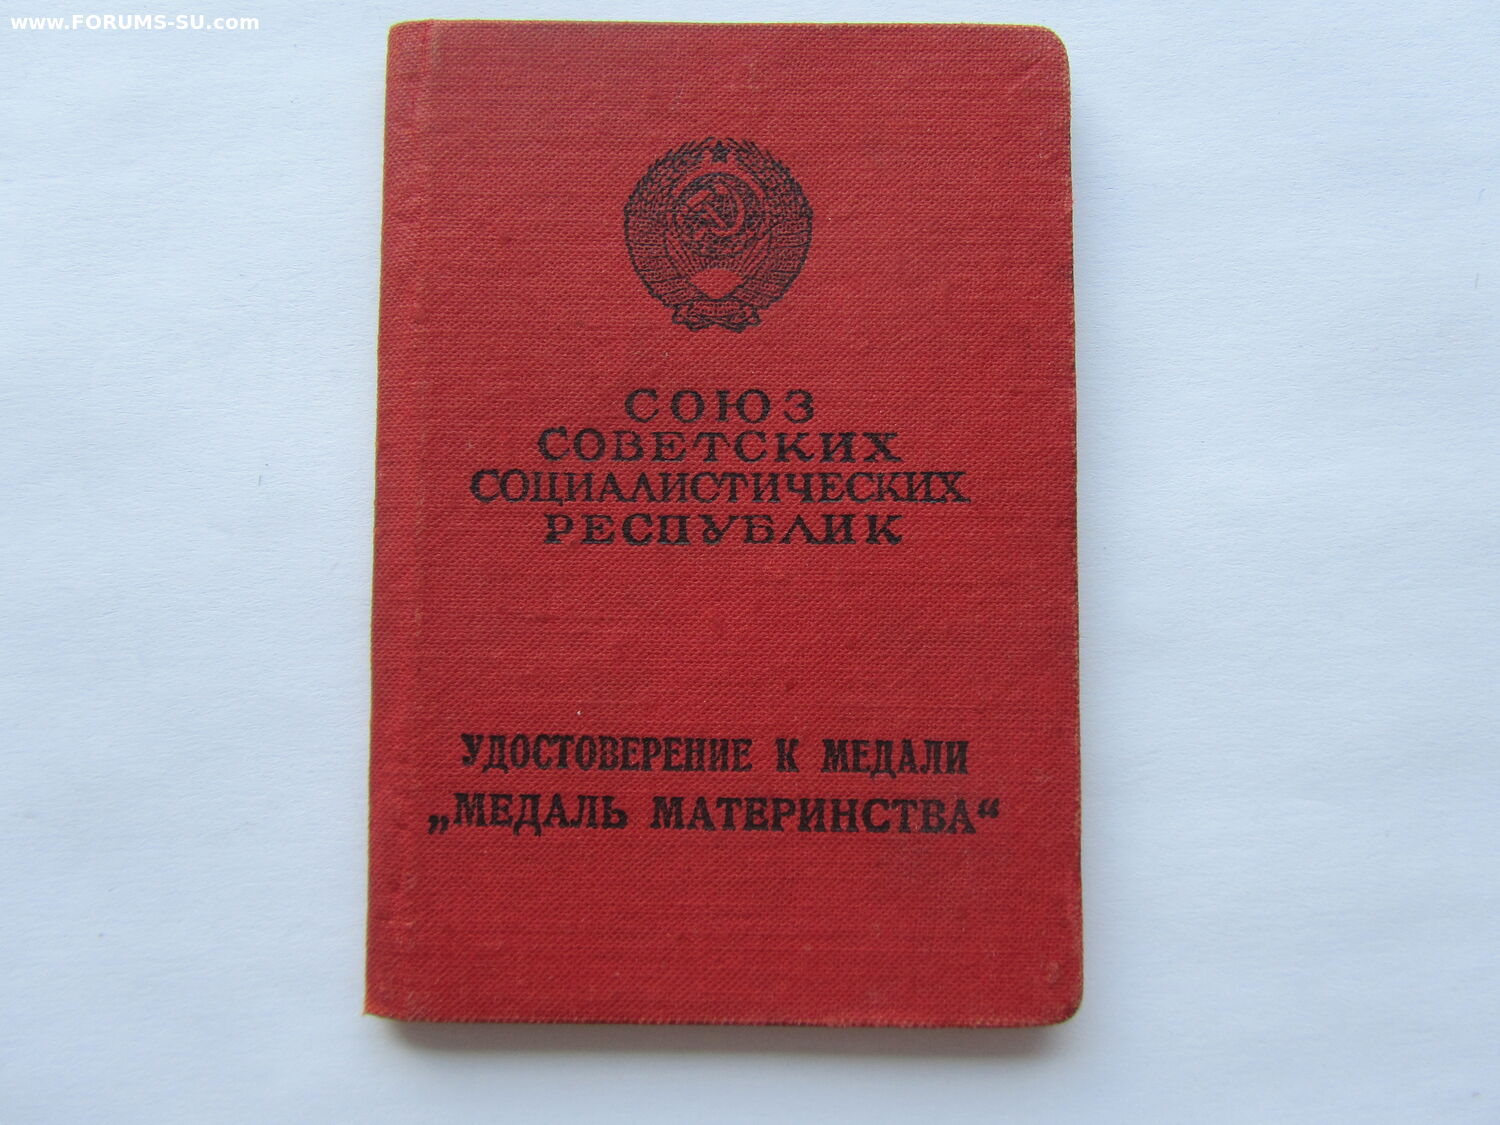 www.FORUMS-SU.com
СОЮЗ
СОВЕТСКИХ
СОЦИАЛИСТИЧЕСКИХ
РЕСПУБЛИК
УДОСТОВЕРЕНИЕ К МЕДАЛИ
„МЕДАЛЬ МАТЕРИНСТВА“